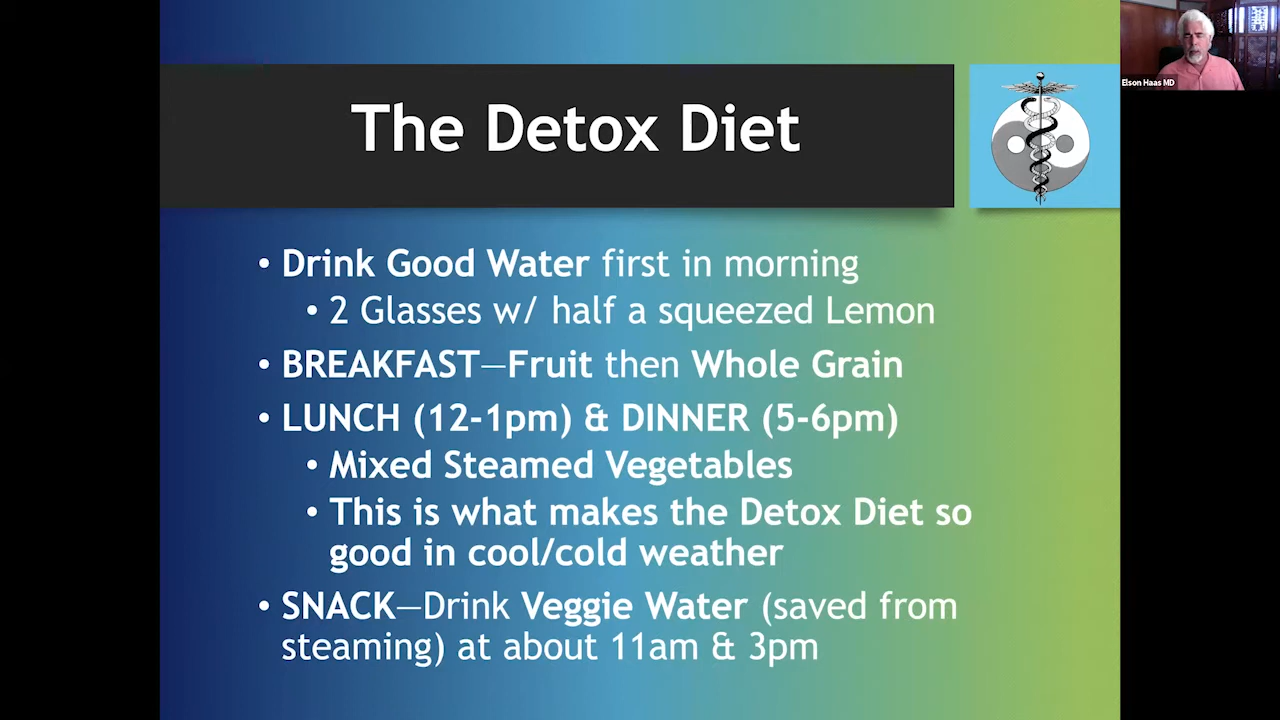 The Detox Diet
Elson Haas MD
• Drink Good Water first in morning
• 2 Glasses w/ half a squeezed Lemon
• BREAKFAST—Fruit then Whole Grain
• LUNCH (12-1pm) & DINNER (5-6pm)
• Mixed Steamed Vegetables
• This is what makes the Detox Diet so
good in cool/cold weather
• SNACK—Drink Veggie Water (saved from
steaming) at about 11am & 3pm